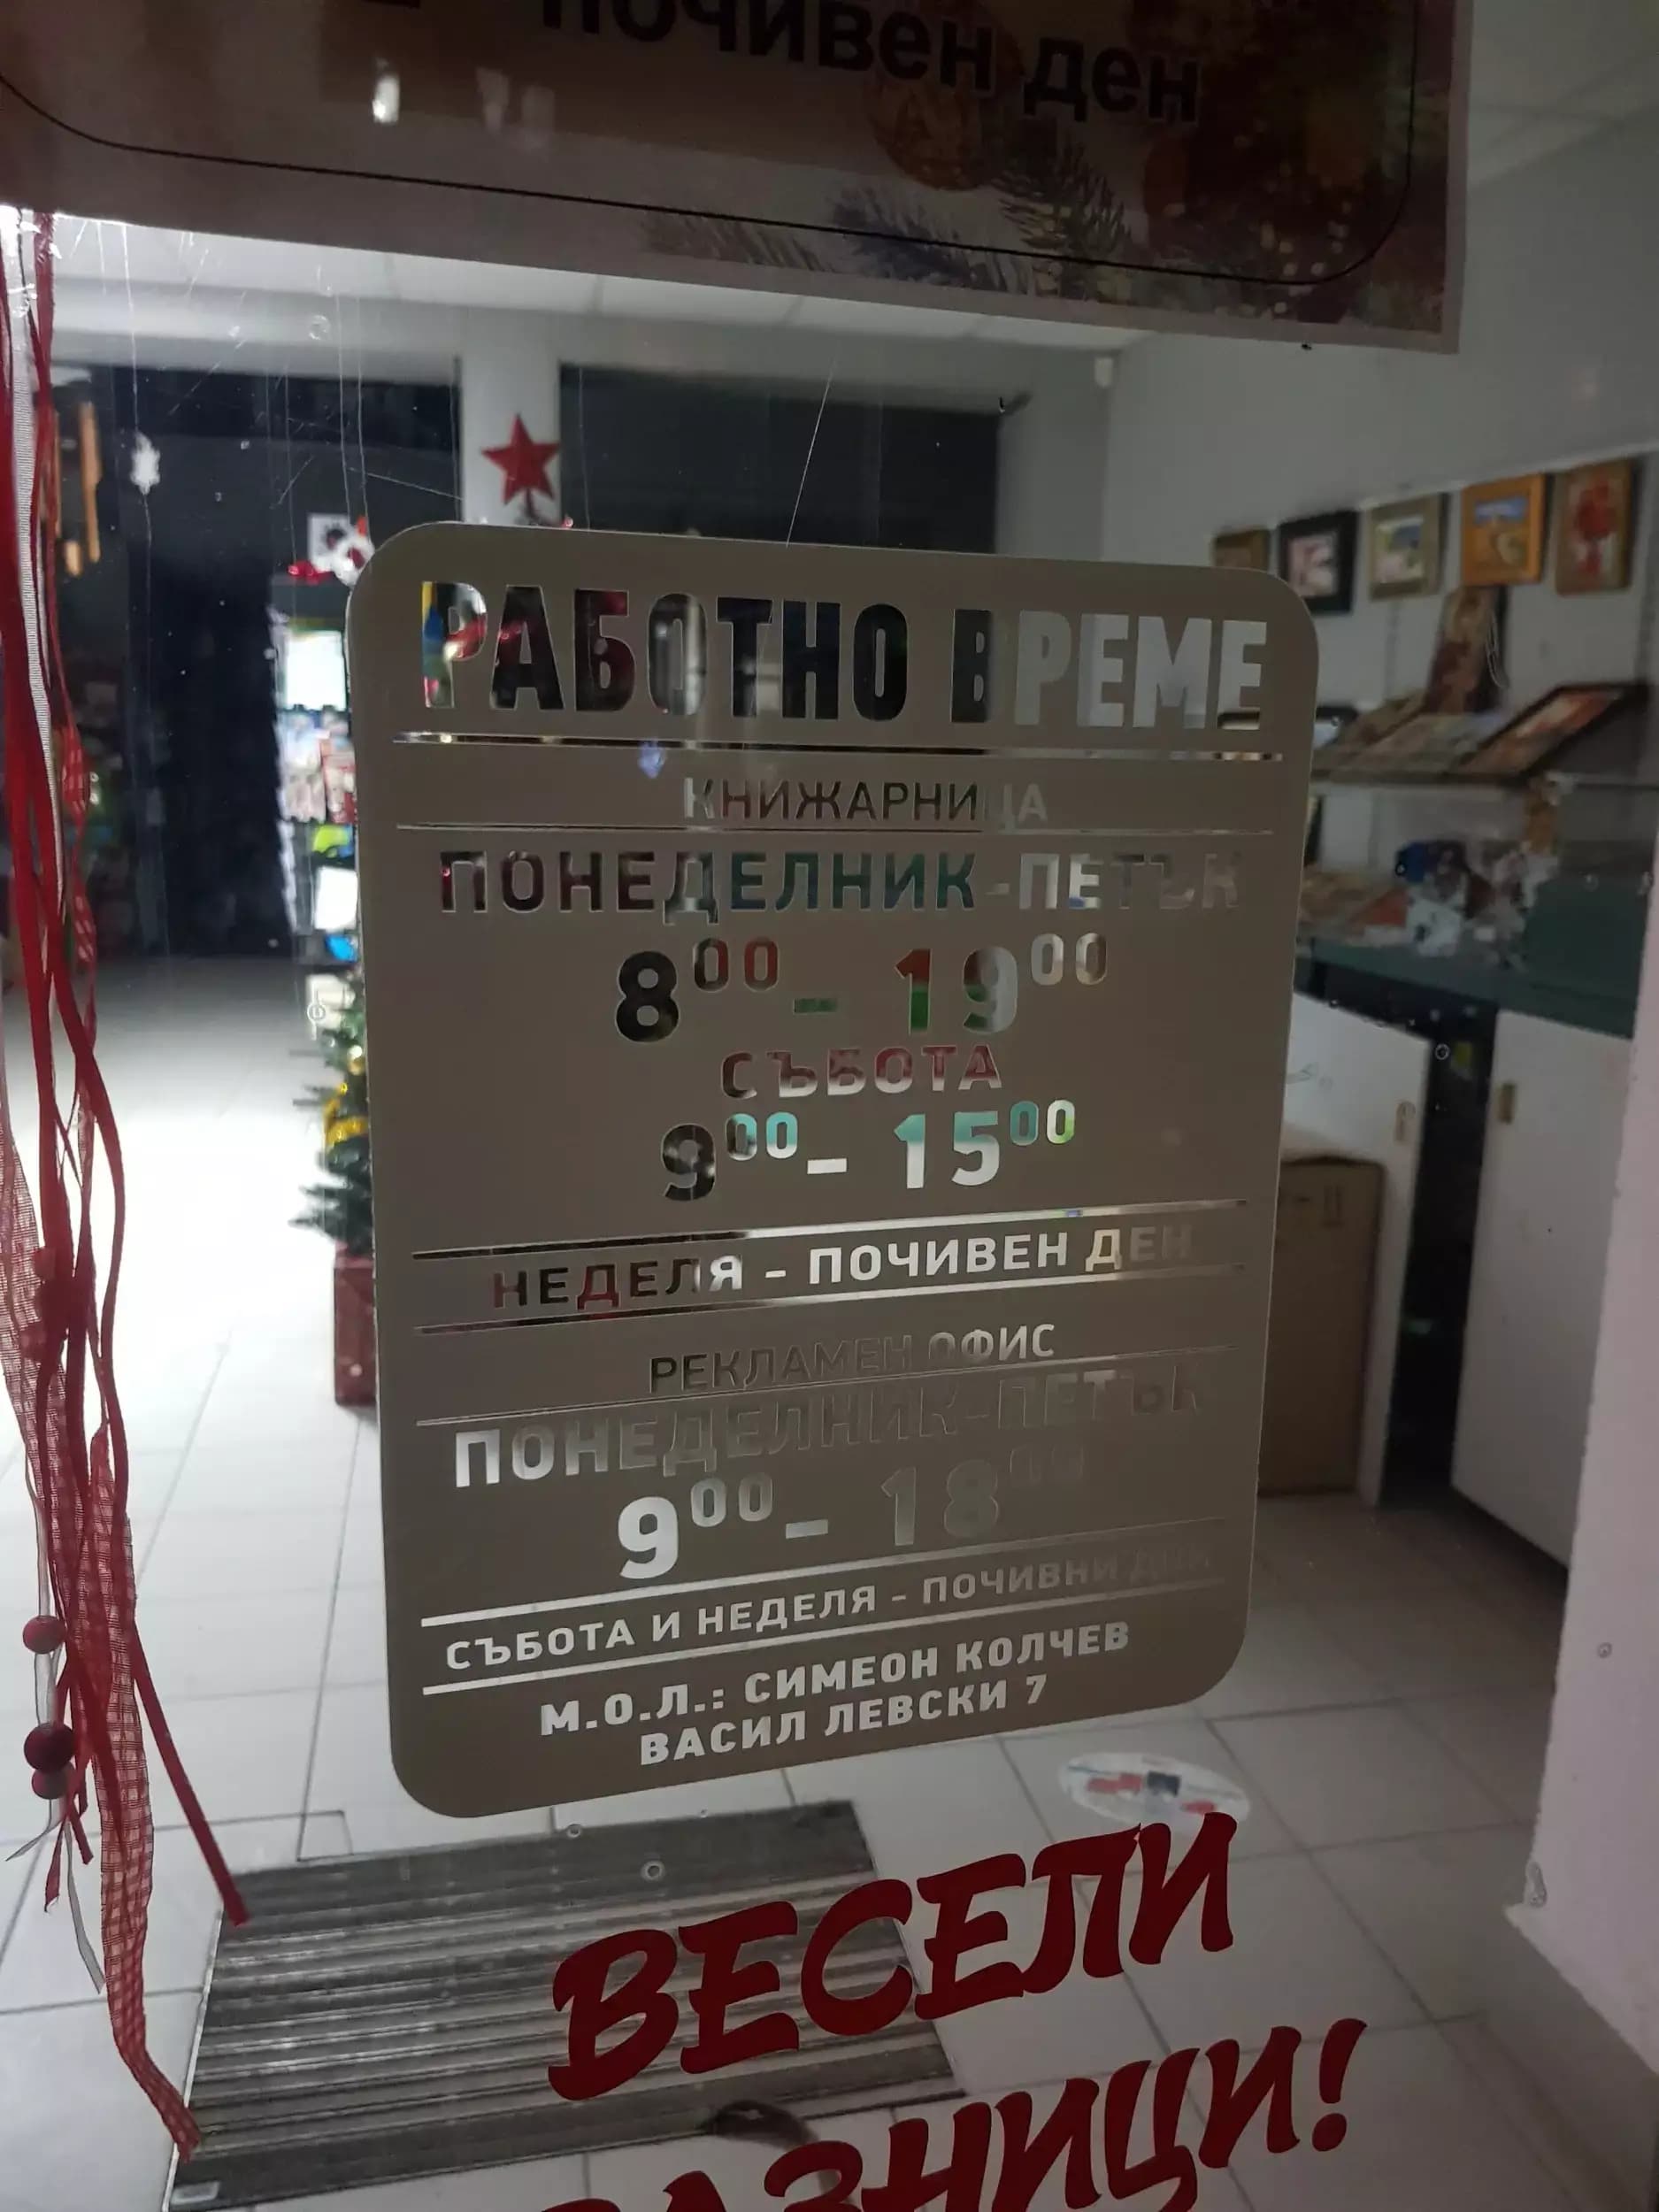 почивен ден
РАБОТНО ВРЕМЕ
КНИЖАРНИЦА
ПОНЕДЕЛНИК-ПЕТЪК
8⁰⁰ - 19⁰⁰
СЪБОТА
9⁰⁰ - 15⁰⁰
НЕДЕЛЯ - ПОЧИВЕН ДЕН
РЕКЛАМЕН ОФИС
ПОНЕДЕЛНИК-ПЕТЪК
9⁰⁰ - 18⁰⁰
СЪБОТА И НЕДЕЛЯ - ПОЧИВНИ ДНИ
М.О.Л.: СИМЕОН КОЛЧЕВ
ВАСИЛ ЛЕВСКИ 7
ВЕСЕЛИ
АЗНИЦИ!